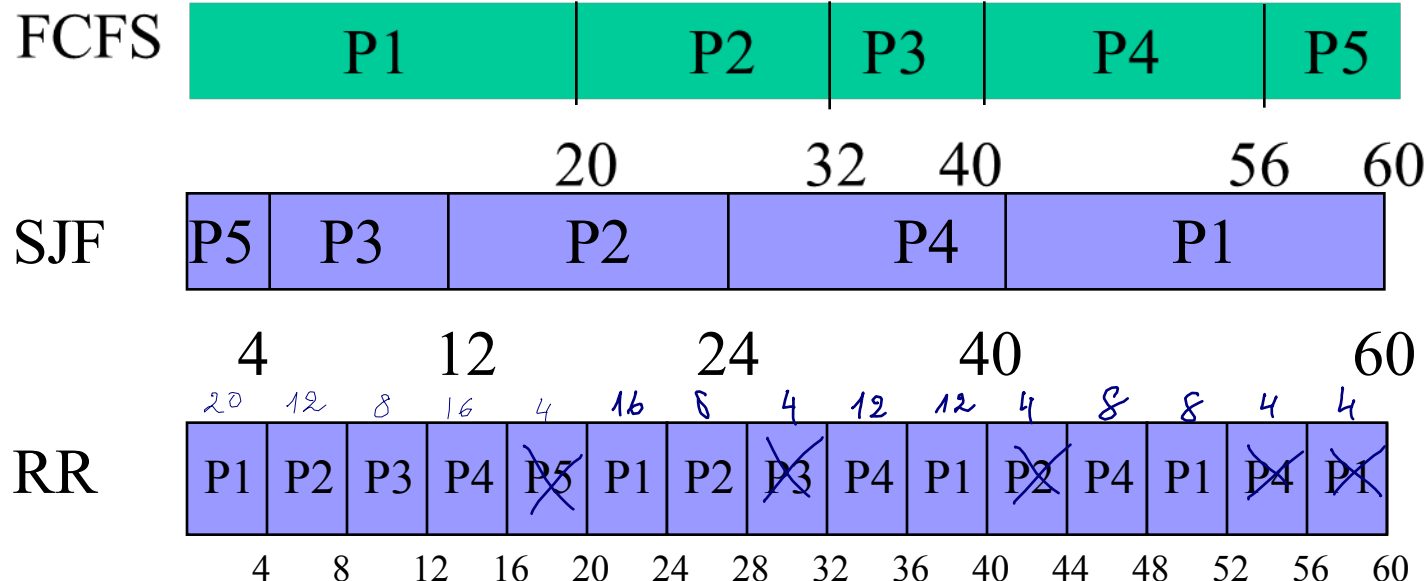 FCFS P1 P2 P3 P4 P5
20 32 40 56 60
SJF P5 P3 P2 P4 P1
4 12 24 40 60
20 12 8 16 4 16 8 4 12 12 4 8 8 4 4
RR P1 P2 P3 P4 P5 P1 P2 P3 P4 P1 P2 P4 P1 P4 P1
4 8 12 16 20 24 28 32 36 40 44 48 52 56 60